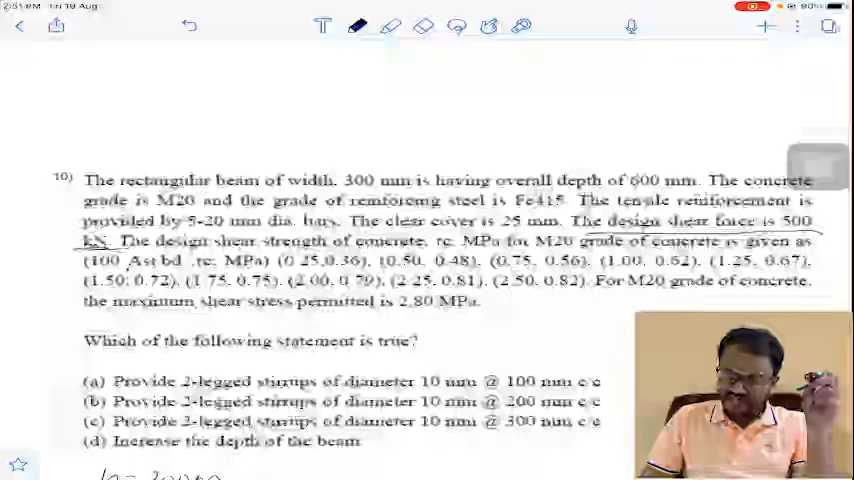 2:51 PM Fri 19 Aug
90%
10) The rectangular beam of width, 300 mm is having overall depth of 600 mm. The concrete
grade is M20 and the grade of reinforcing steel is Fe415. The tensile reinforcement is
provided by 5-20 mm dia. bars. The clear cover is 25 mm. The design shear force is 500
kN. The design shear strength of concrete, τc, MPa for M20 grade of concrete is given as
(100 Ast/bd ,τc, MPa) (0.25,0.36), (0.50, 0.48), (0.75, 0.56), (1.00, 0.62), (1.25, 0.67),
(1.50, 0.72), (1.75, 0.75), (2.00, 0.79), (2.25, 0.81), (2.50, 0.82). For M20 grade of concrete,
the maximum shear stress permitted is 2.80 MPa.
Which of the following statement is true?
(a) Provide 2-legged stirrups of diameter 10 mm @ 100 mm c/c
(b) Provide 2-legged stirrups of diameter 10 mm @ 200 mm c/c
(c) Provide 2-legged stirrups of diameter 10 mm @ 300 mm c/c
(d) Increase the depth of the beam